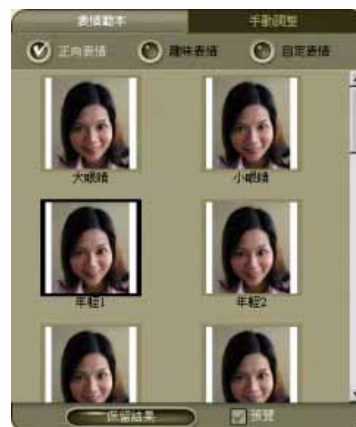 表情範本 手動調整
正向表情 趣味表情 自定表情
大眼睛 小眼睛
年輕1 年輕2
保留結果 預覽